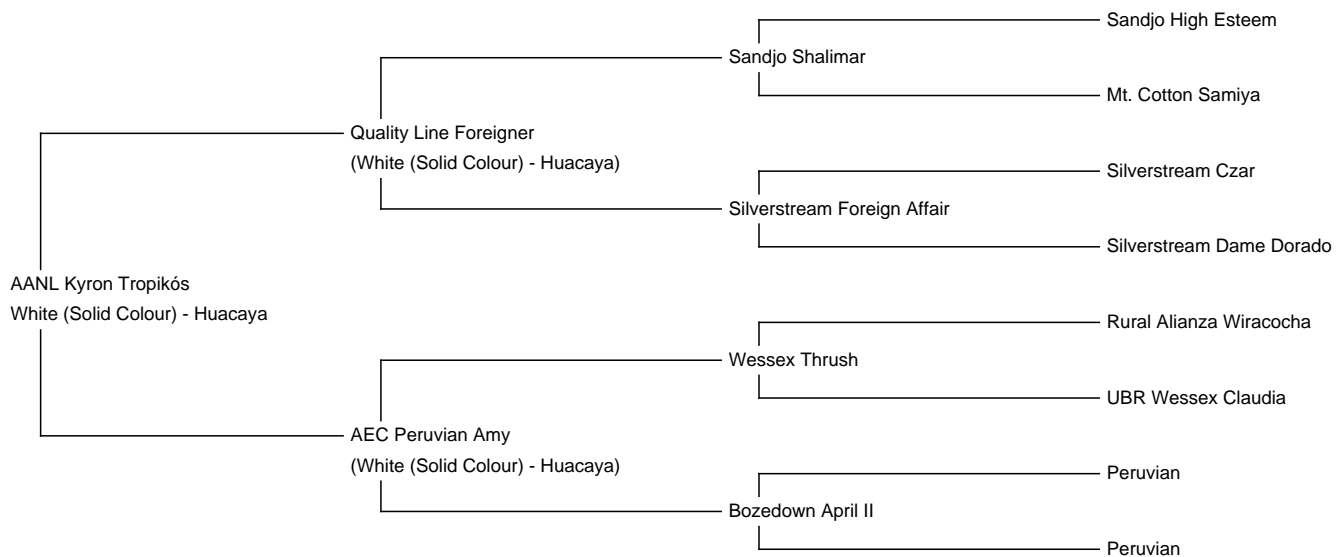 Sandjo High Esteem
Sandjo Shalimar
Mt. Cotton Samiya
Quality Line Foreigner
(White (Solid Colour) - Huacaya)
Silverstream Czar
Silverstream Foreign Affair
Silverstream Dame Dorado
AANL Kyron Tropikós
White (Solid Colour) - Huacaya
Rural Alianza Wiracocha
Wessex Thrush
UBR Wessex Claudia
AEC Peruvian Amy
(White (Solid Colour) - Huacaya)
Peruvian
Bozedown April II
Peruvian